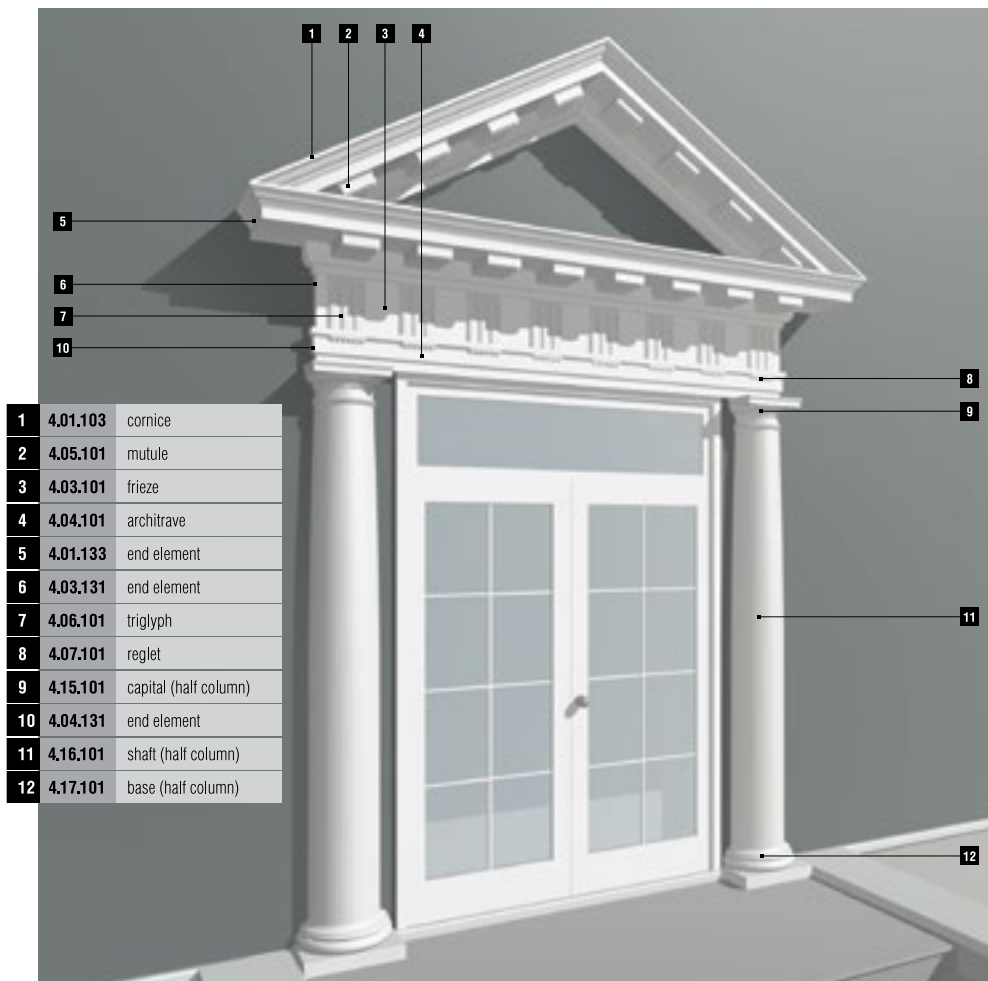 1 2 3 4
5
6
7
10
8
9
11
12
1 4.01.103 cornice
2 4.05.101 mutule
3 4.03.101 frieze
4 4.04.101 architrave
5 4.01.133 end element
6 4.03.131 end element
7 4.06.101 triglyph
8 4.07.101 reglet
9 4.15.101 capital (half column)
10 4.04.131 end element
11 4.16.101 shaft (half column)
12 4.17.101 base (half column)